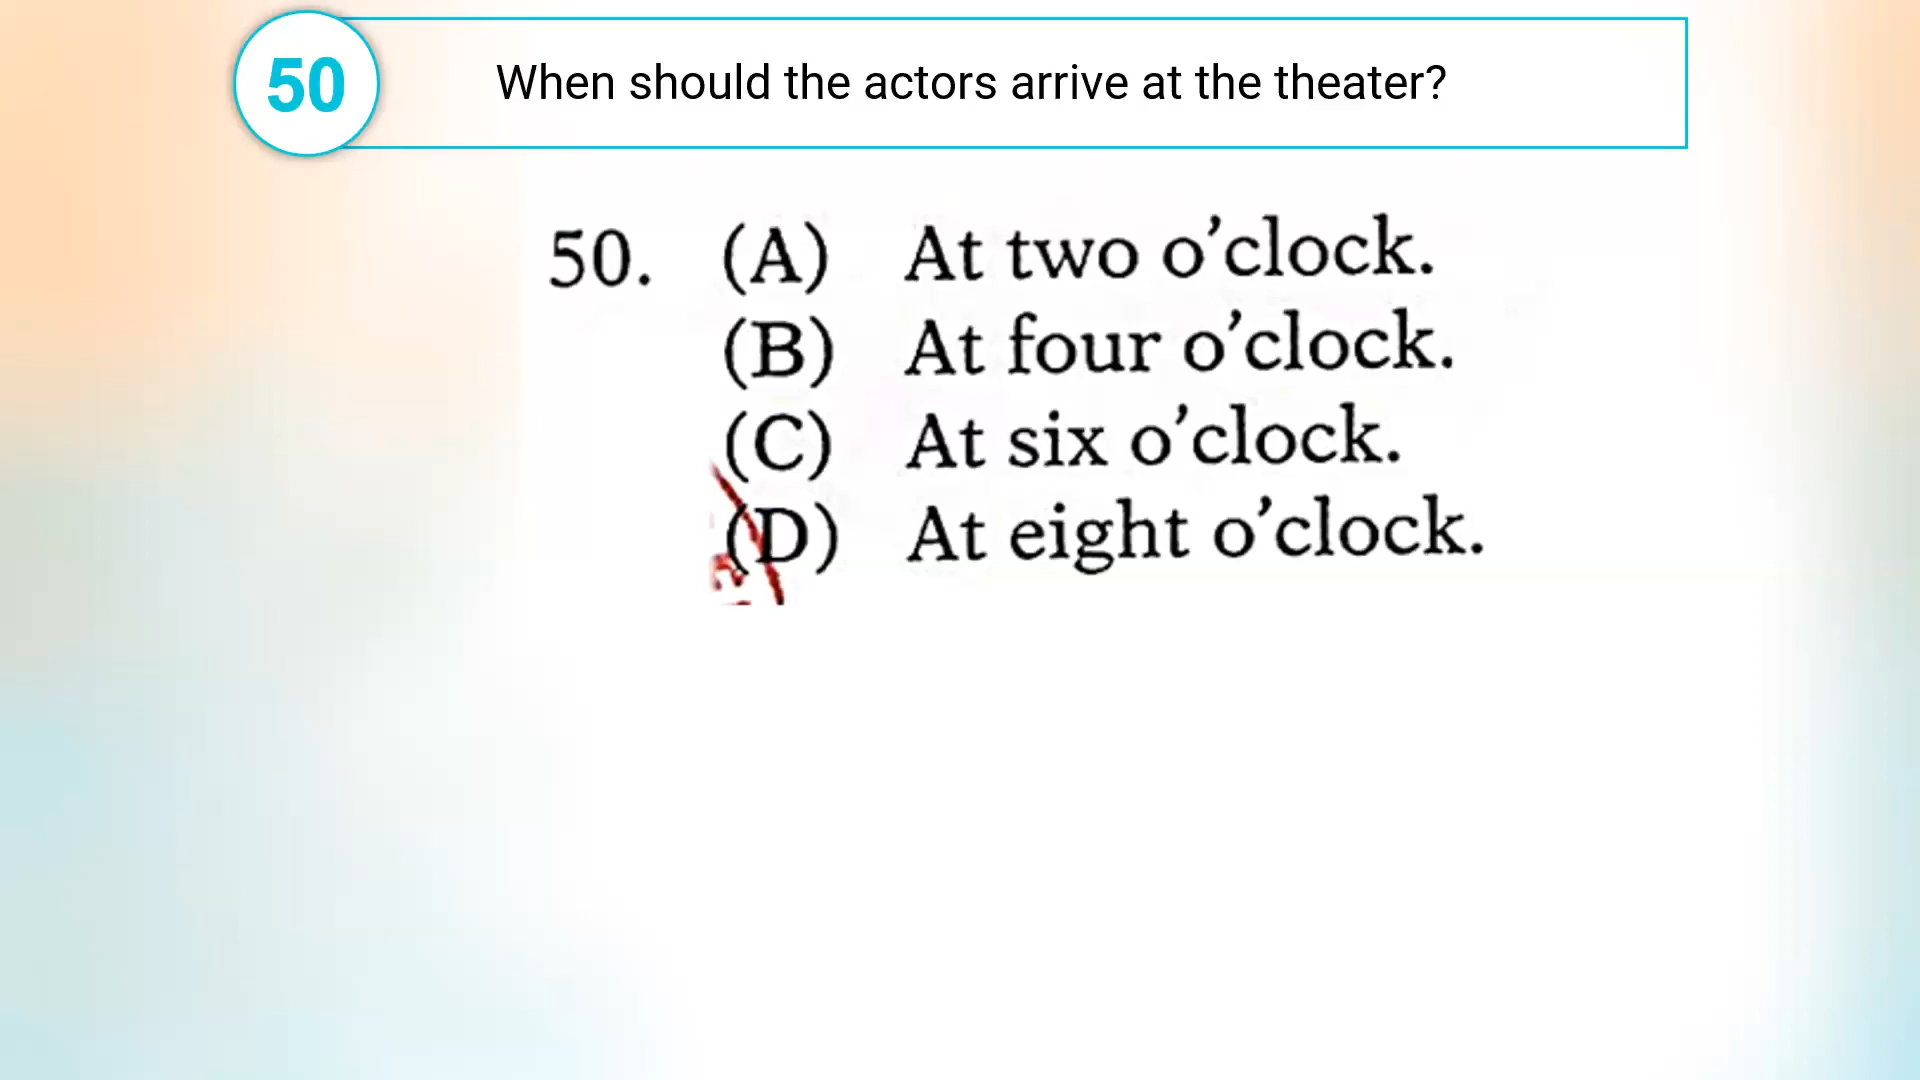 50
When should the actors arrive at the theater?
50. (A) At two o'clock.
(B) At four o'clock.
(C) At six o'clock.
(D) At eight o'clock.